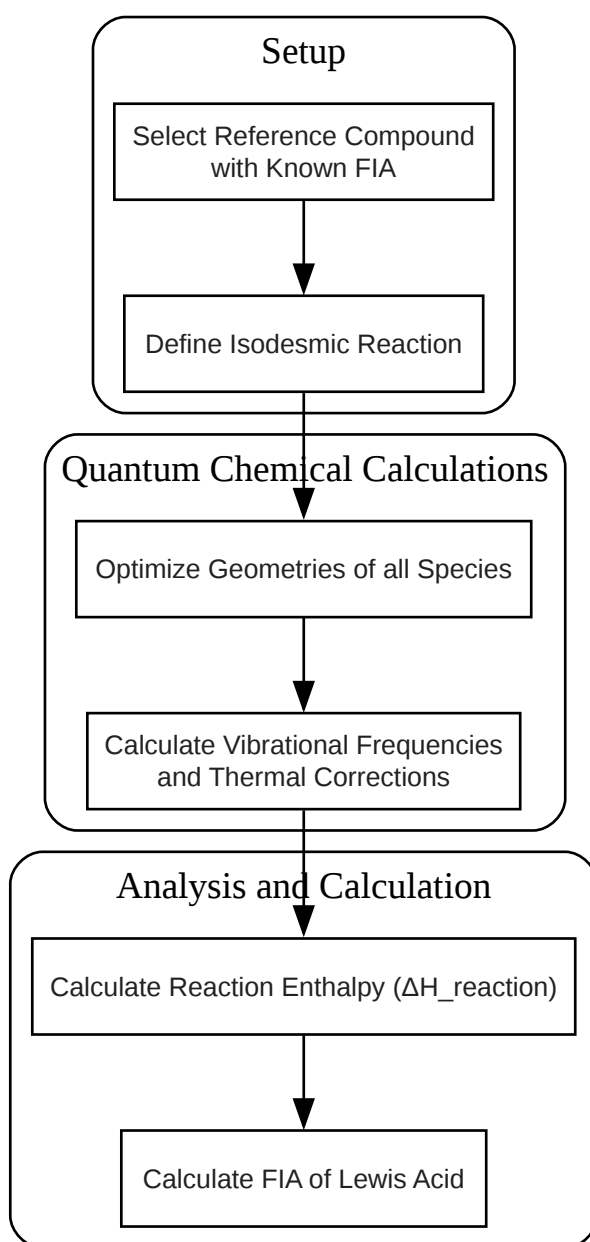 Setup
Select Reference Compound
with Known FIA
Define Isodesmic Reaction
Quantum Chemical Calculations
Optimize Geometries of all Species
Calculate Vibrational Frequencies
and Thermal Corrections
Analysis and Calculation
Calculate Reaction Enthalpy (ΔH_reaction)
Calculate FIA of Lewis Acid